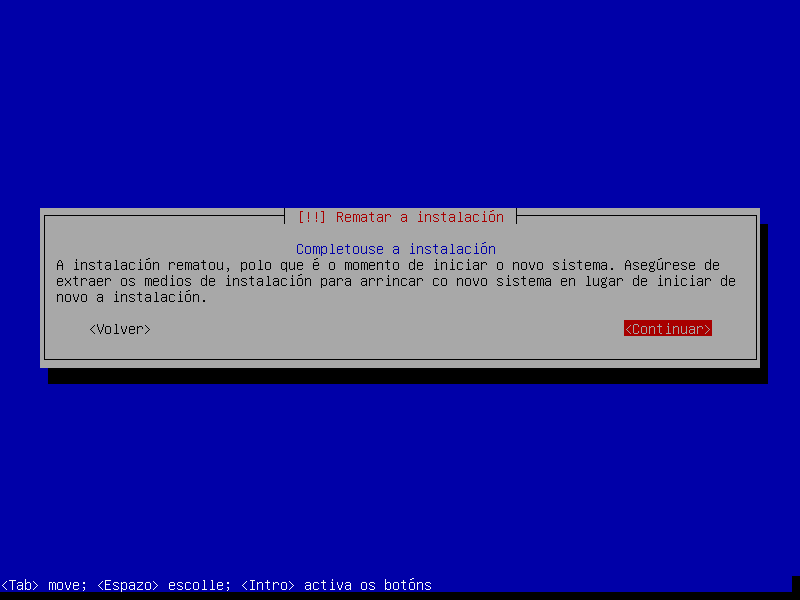 [!!] Rematar a instalación
Completouse a instalación
A instalación rematou, polo que é o momento de iniciar o novo sistema. Asegúrese de
extraer os medios de instalación para arrincar co novo sistema en lugar de iniciar de
novo a instalación.
<Volver> <Continuar>
<Tab> move; <Espazo> escolle; <Intro> activa os botóns